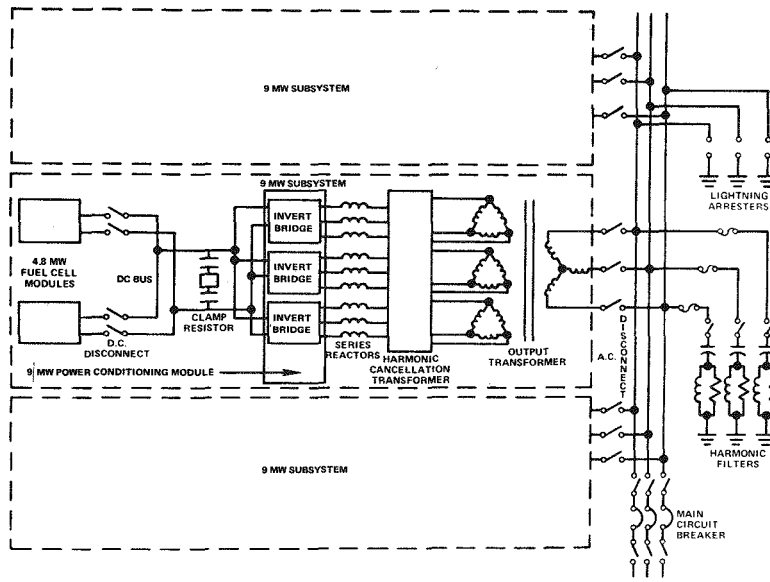 9 MW SUBSYSTEM
LIGHTNING
ARRESTERS
9 MW SUBSYSTEM
INVERT
BRIDGE
4.8 MW
FUEL CELL
MODULES
DC BUS
INVERT
BRIDGE
CLAMP
RESISTOR
INVERT
BRIDGE
D.C.
DISCONNECT
SERIES
REACTORS
HARMONIC
CANCELLATION
TRANSFORMER
OUTPUT
TRANSFORMER
A.C.
DISCONNECT
9 MW POWER CONDITIONING MODULE
HARMONIC
FILTERS
9 MW SUBSYSTEM
MAIN
CIRCUIT
BREAKER